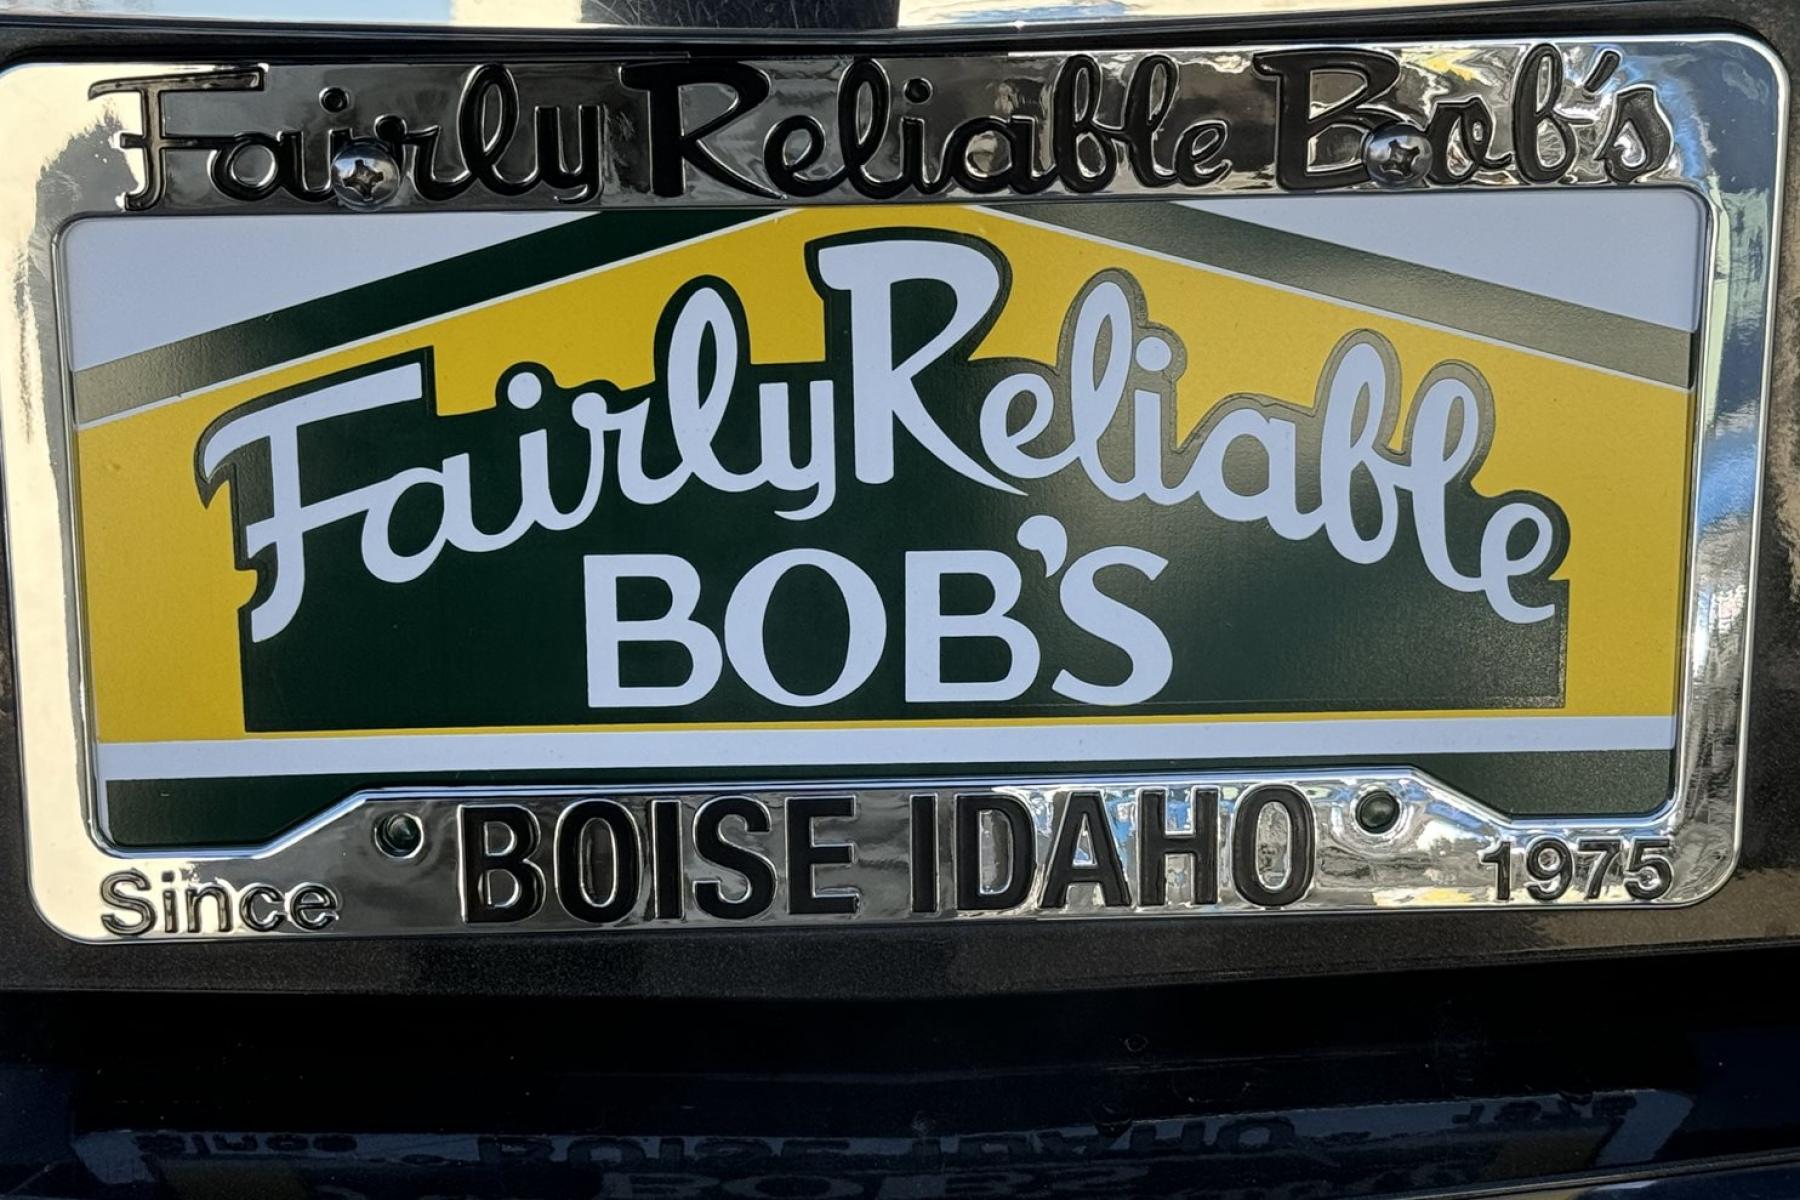 Fairly Reliable Bob's
Fairly Reliable
BOB'S
BOISE IDAHO
Since 1975